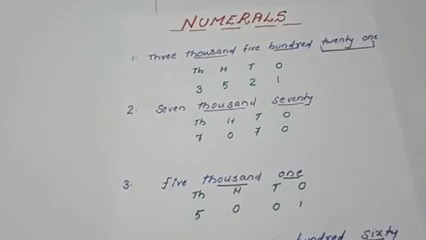 NUMERALS
1. Three thousand five hundred twenty one
Th H T O
3 5 2 1
2. Seven thousand seventy
Th H T O
7 0 7 0
3. five thousand one
Th H T O
5 0 0 1
hundred sixty